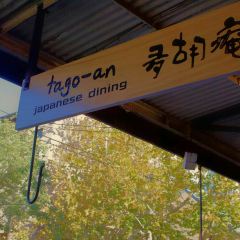 tago-an 多胡庵
japanese dining